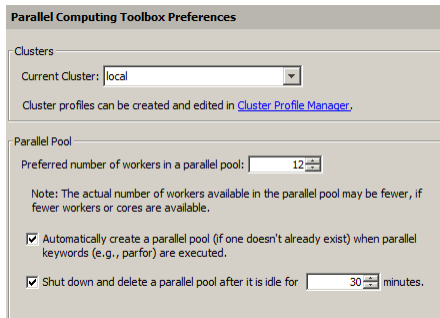 Parallel Computing Toolbox Preferences
Clusters
Current Cluster: local
Cluster profiles can be created and edited in Cluster Profile Manager.
Parallel Pool
Preferred number of workers in a parallel pool: 12
Note: The actual number of workers available in the parallel pool may be fewer, if
fewer workers or cores are available.
Automatically create a parallel pool (if one doesn't already exist) when parallel
keywords (e.g., parfor) are executed.
Shut down and delete a parallel pool after it is idle for 30 minutes.